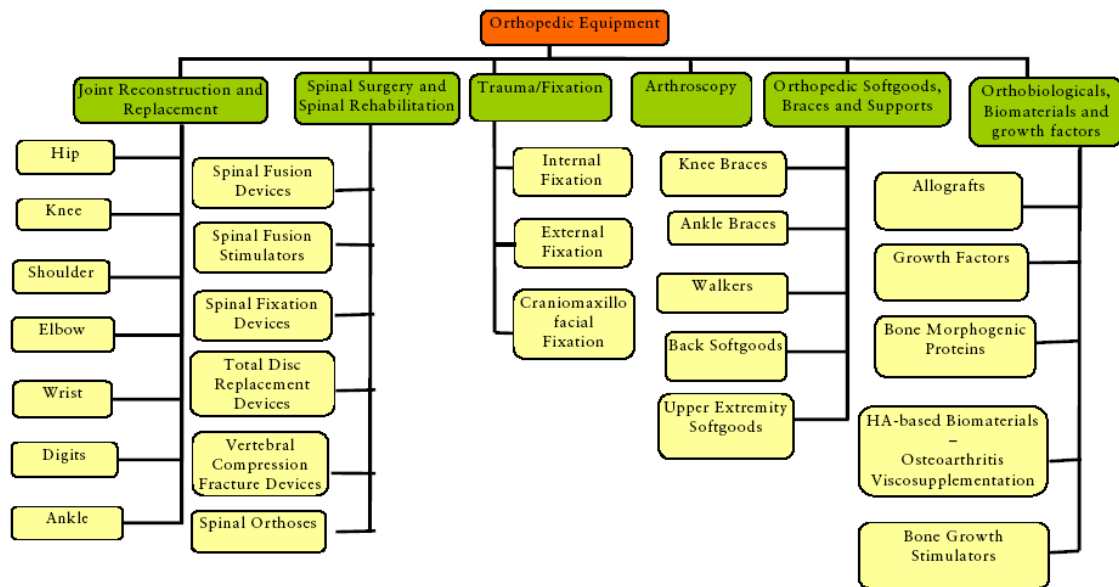 Orthopedic Equipment
Joint Reconstruction and
Replacement
Hip
Knee
Shoulder
Elbow
Wrist
Digits
Ankle
Spinal Surgery and
Spinal Rehabilitation
Spinal Fusion
Devices
Spinal Fusion
Stimulators
Spinal Fixation
Devices
Total Disc
Replacement
Devices
Vertebral
Compression
Fracture Devices
Spinal Orthoses
Trauma/Fixation
Internal
Fixation
External
Fixation
Craniomaxillo
facial
Fixation
Arthroscopy
Orthopedic Softgoods,
Braces and Supports
Knee Braces
Ankle Braces
Walkers
Back Softgoods
Upper Extremity
Softgoods
Orthobiologicals,
Biomaterials and
growth factors
Allografts
Growth Factors
Bone Morphogenic
Proteins
HA-based Biomaterials
–
Osteoarthritis
Viscosupplementation
Bone Growth
Stimulators